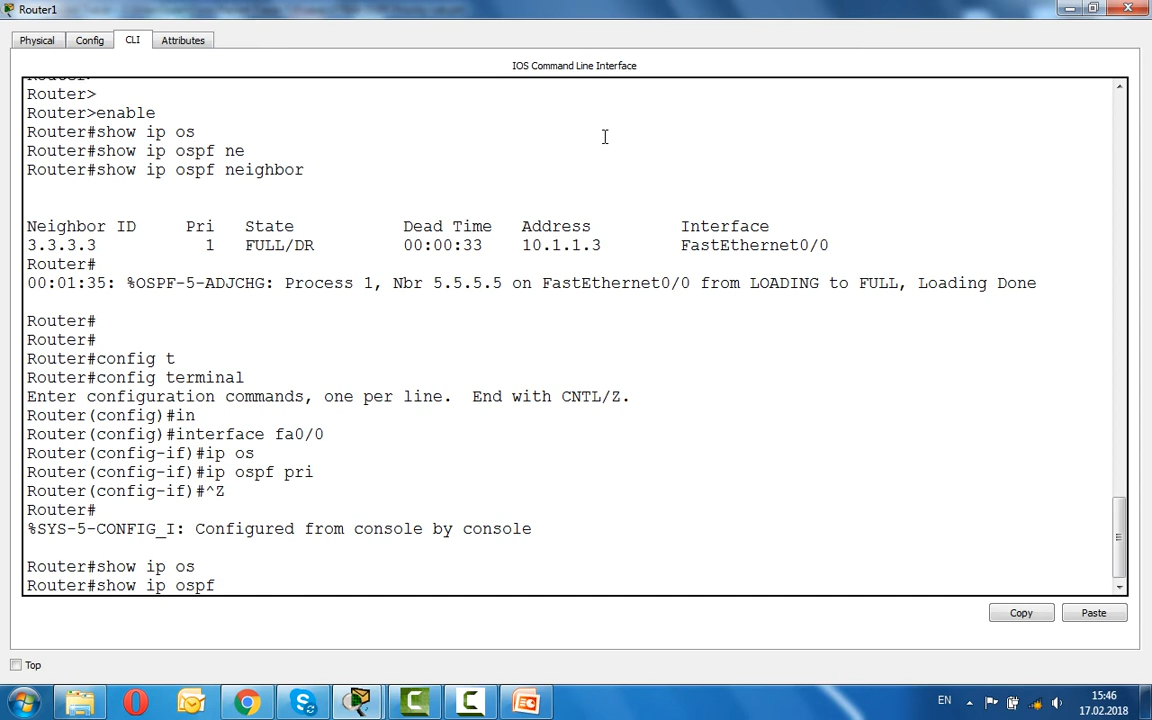 Router1
Physical Config CLI Attributes
IOS Command Line Interface
Router>
Router>enable
Router#show ip os
Router#show ip ospf ne
Router#show ip ospf neighbor
Neighbor ID Pri State Dead Time Address Interface
3.3.3.3 1 FULL/DR 00:00:33 10.1.1.3 FastEthernet0/0
Router#
00:01:35: %OSPF-5-ADJCHG: Process 1, Nbr 5.5.5.5 on FastEthernet0/0 from LOADING to FULL, Loading Done
Router#
Router#
Router#config t
Router#config terminal
Enter configuration commands, one per line. End with CNTL/Z.
Router(config)#in
Router(config)#interface fa0/0
Router(config-if)#ip os
Router(config-if)#ip ospf pri
Router(config-if)#^Z
Router#
%SYS-5-CONFIG_I: Configured from console by console
Router#show ip os
Router#show ip ospf
Copy Paste
Top
EN 15:46
17.02.2018